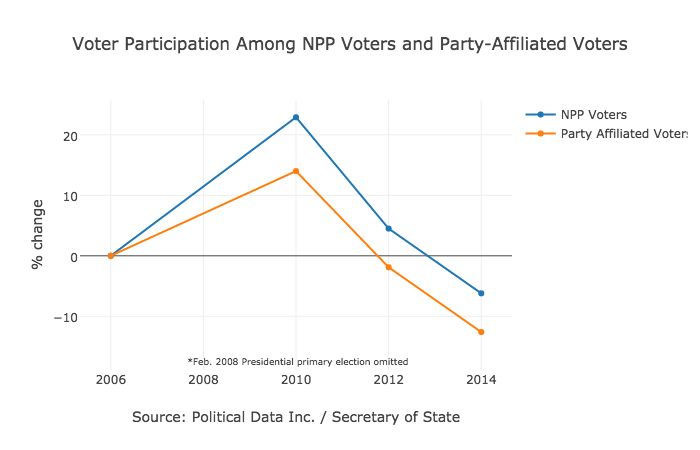 Voter Participation Among NPP Voters and Party-Affiliated Voters
NPP Voters
Party Affiliated Voters
20
10
0
−10
% change
*Feb. 2008 Presidential primary election omitted
2006 2008 2010 2012 2014
Source: Political Data Inc. / Secretary of State